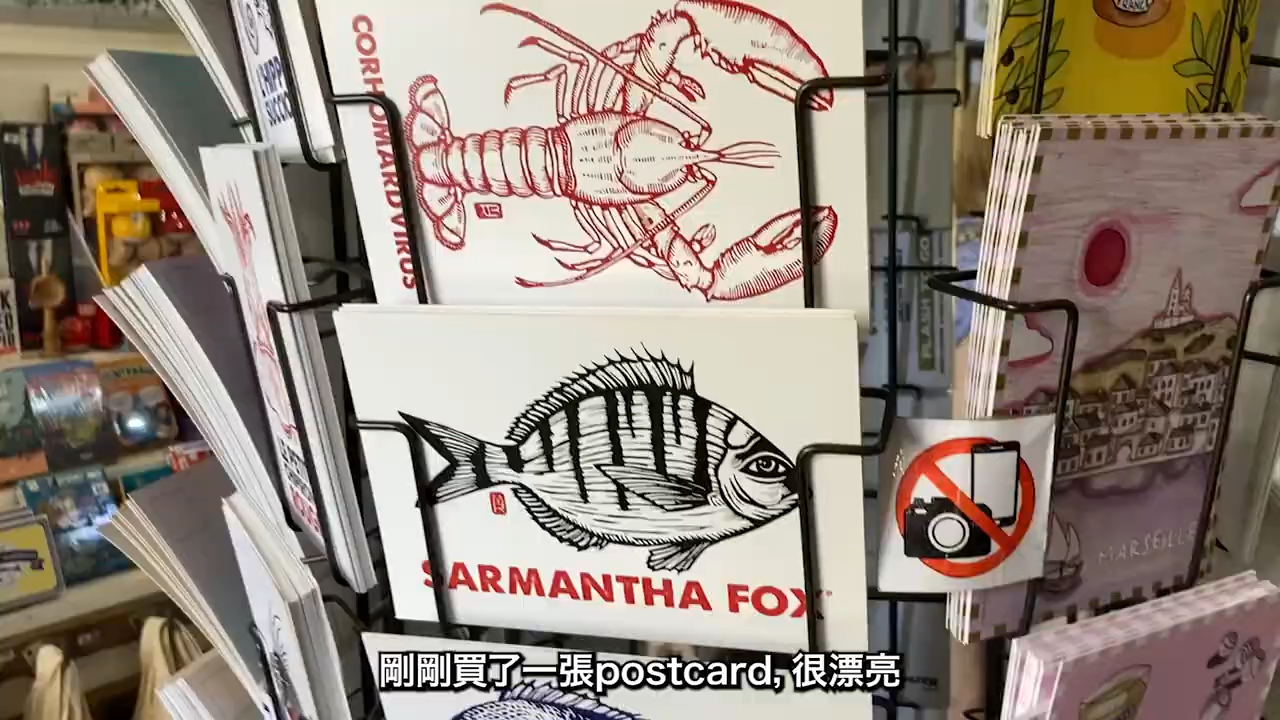 CORHOMARDVIRUS
SARMANTHA FOX
MARSEILLE
剛剛買了一張postcard, 很漂亮